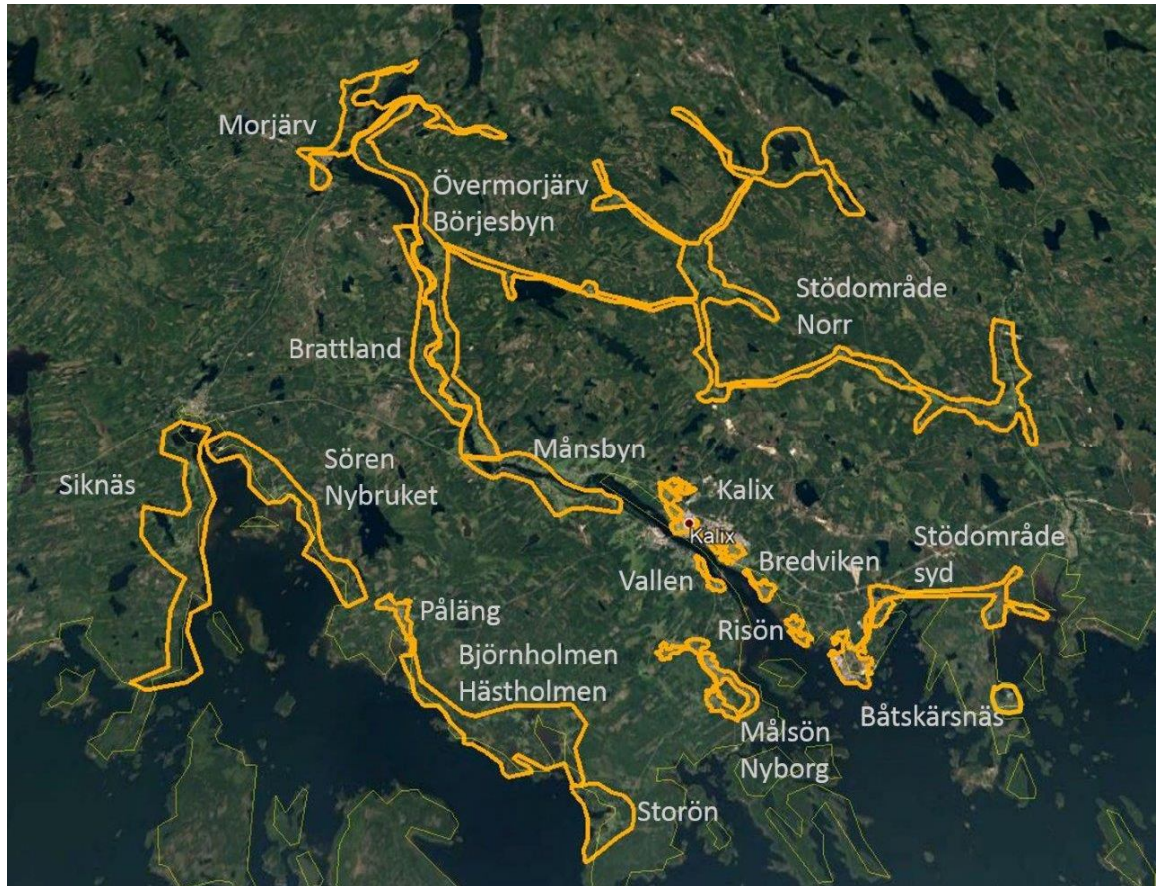 Morjärv
Övermorjärv
Börjesbyn
Stödområde
Norr
Brattland
Månsbyn
Sören
Nybruket
Siknäs
Kalix
Kalix
Stödområde
syd
Bredviken
Vallen
Påläng
Risön
Björnholmen
Hästholmen
Båtskärsnäs
Målsön
Nyborg
Storön